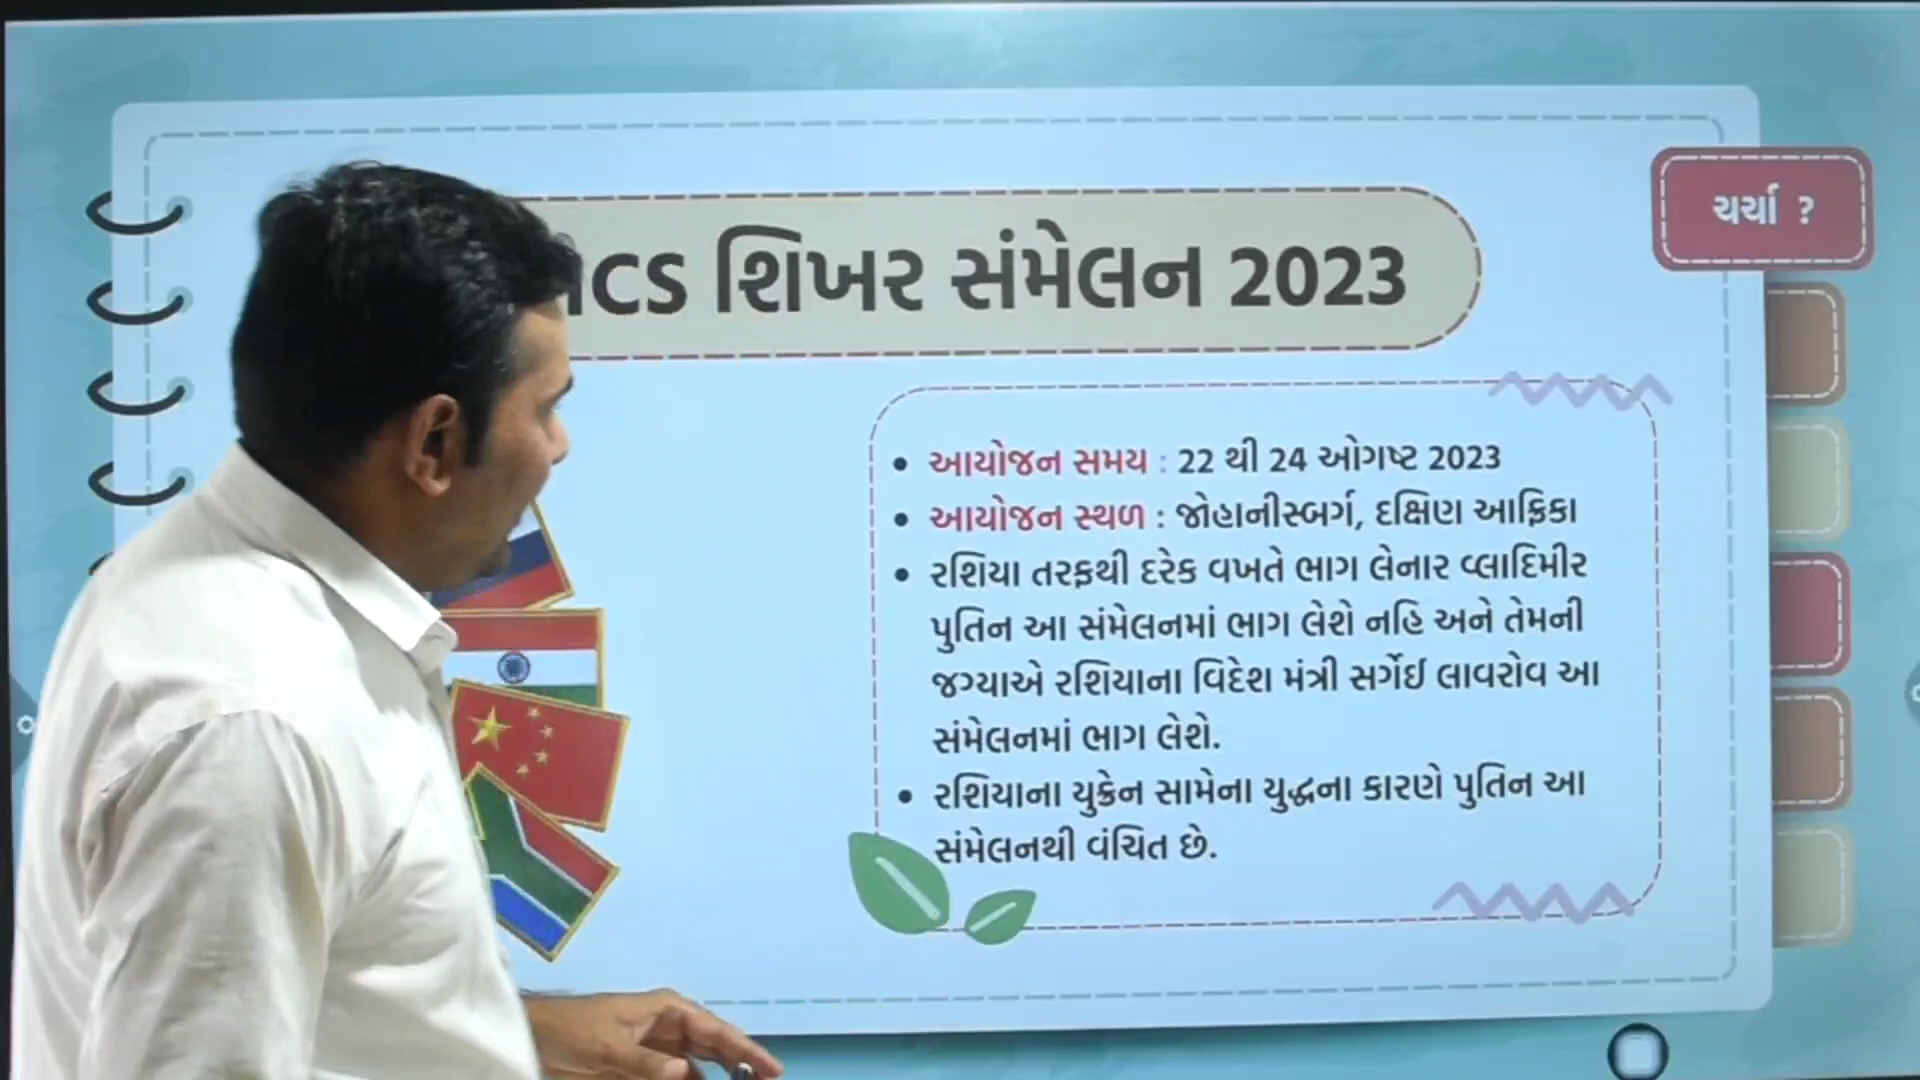 શિખર સંમેલન 2023
ચર્ચા ?
• આયોજન સમય : 22 થી 24 ઓગષ્ટ 2023
• આયોજન સ્થળ : જોહાનીસ્બર્ગ, દક્ષિણ આફ્રિકા
• રશિયા તરફથી દરેક વખતે ભાગ લેનાર વ્લાદિમીર
પુતિન આ સંમેલનમાં ભાગ લેશે નહિ અને તેમની
જગ્યાએ રશિયાના વિદેશ મંત્રી સર્ગેઈ લાવરોવ આ
સંમેલનમાં ભાગ લેશે.
• રશિયાના યુક્રેન સામેના યુદ્ધના કારણે પુતિન આ
સંમેલનથી વંચિત છે.